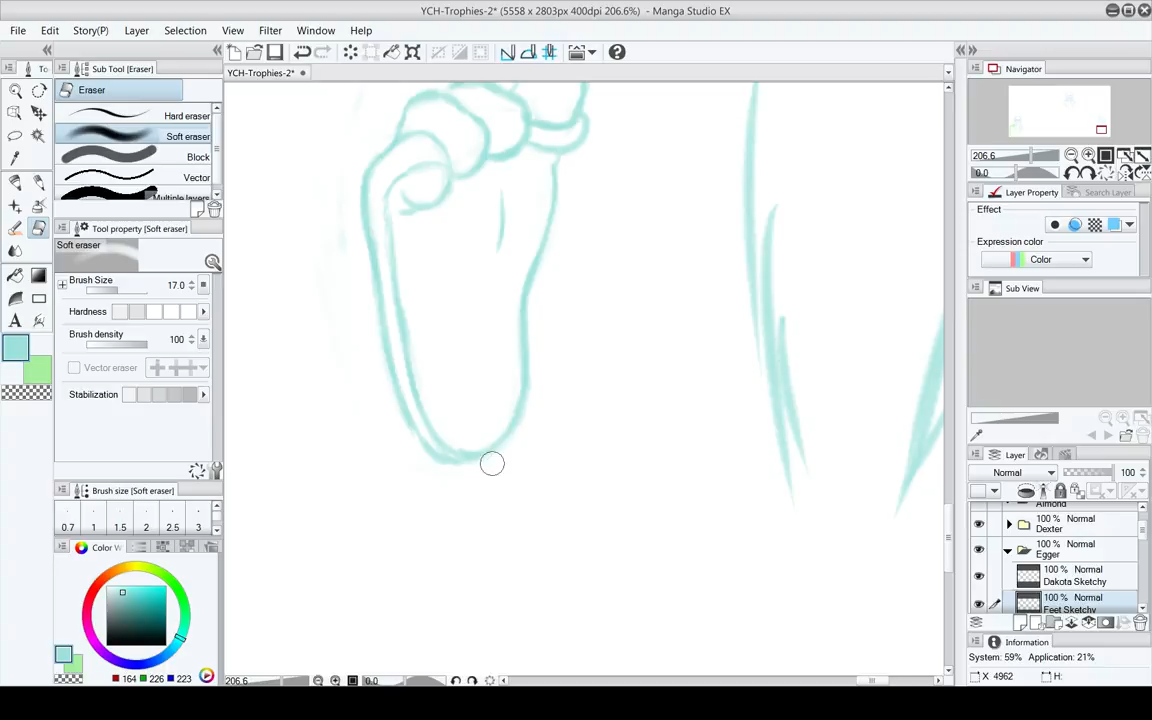 YCH-Trophies-2* (5558 x 2803px 400dpi 206.6%) - Manga Studio EX
File Edit Story(P) Layer Selection View Filter Window Help
To
Sub Tool [Eraser]
YCH-Trophies-2*
Navigator
Eraser
Hard eraser
Soft eraser
Block
Vector
Multiple layers
206.6
0.0
Layer Property
Search Layer
Effect
Tool property [Soft eraser]
Soft eraser
Expression color
Color
Brush Size 17.0
Sub View
Hardness
Brush density 100
Vector eraser
Stabilization
Layer
Normal 100
Brush size [Soft eraser]
Almond
0.7 1 1.5 2 2.5 3
100 % Normal
Dexter
Color W
100 % Normal
Egger
100 % Normal
Dakota Sketchy
100 % Normal
Feet Sketchy
Information
System: 59% Application: 21%
164 226 223
206.6 0.0
X 4962 H: